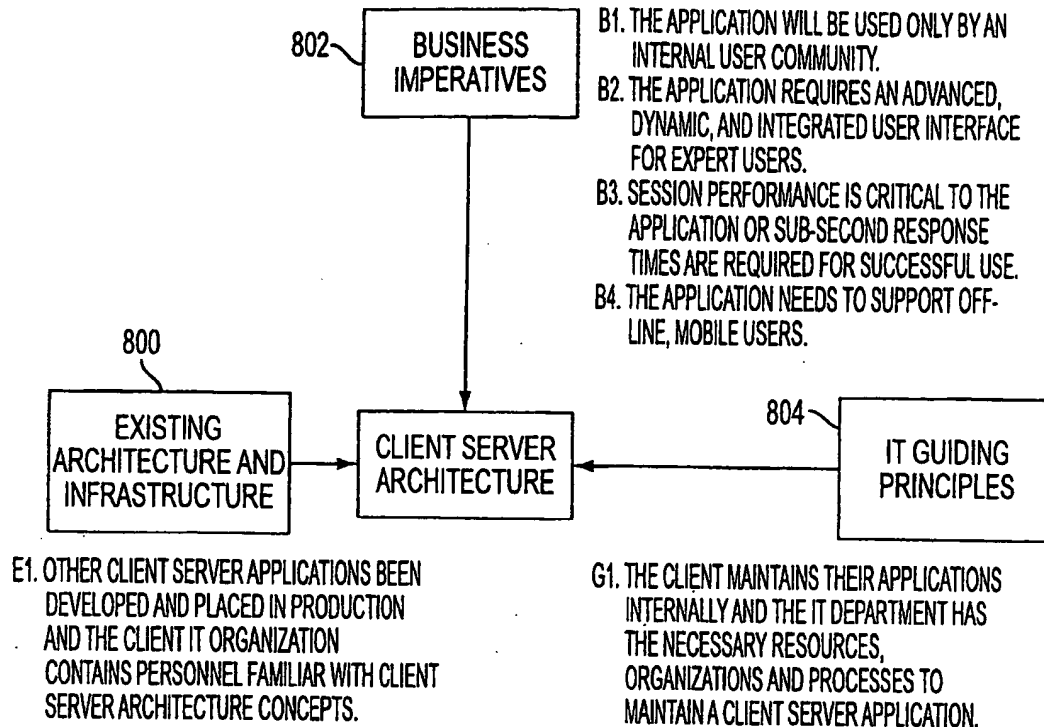 802
BUSINESS
IMPERATIVES
B1. THE APPLICATION WILL BE USED ONLY BY AN
INTERNAL USER COMMUNITY.
B2. THE APPLICATION REQUIRES AN ADVANCED,
DYNAMIC, AND INTEGRATED USER INTERFACE
FOR EXPERT USERS.
B3. SESSION PERFORMANCE IS CRITICAL TO THE
APPLICATION OR SUB-SECOND RESPONSE
TIMES ARE REQUIRED FOR SUCCESSFUL USE.
B4. THE APPLICATION NEEDS TO SUPPORT OFF-
LINE, MOBILE USERS.
800
EXISTING
ARCHITECTURE AND
INFRASTRUCTURE
CLIENT SERVER
ARCHITECTURE
804
IT GUIDING
PRINCIPLES
E1. OTHER CLIENT SERVER APPLICATIONS BEEN
DEVELOPED AND PLACED IN PRODUCTION
AND THE CLIENT IT ORGANIZATION
CONTAINS PERSONNEL FAMILIAR WITH CLIENT
SERVER ARCHITECTURE CONCEPTS.
G1. THE CLIENT MAINTAINS THEIR APPLICATIONS
INTERNALLY AND THE IT DEPARTMENT HAS
THE NECESSARY RESOURCES,
ORGANIZATIONS AND PROCESSES TO
MAINTAIN A CLIENT SERVER APPLICATION.